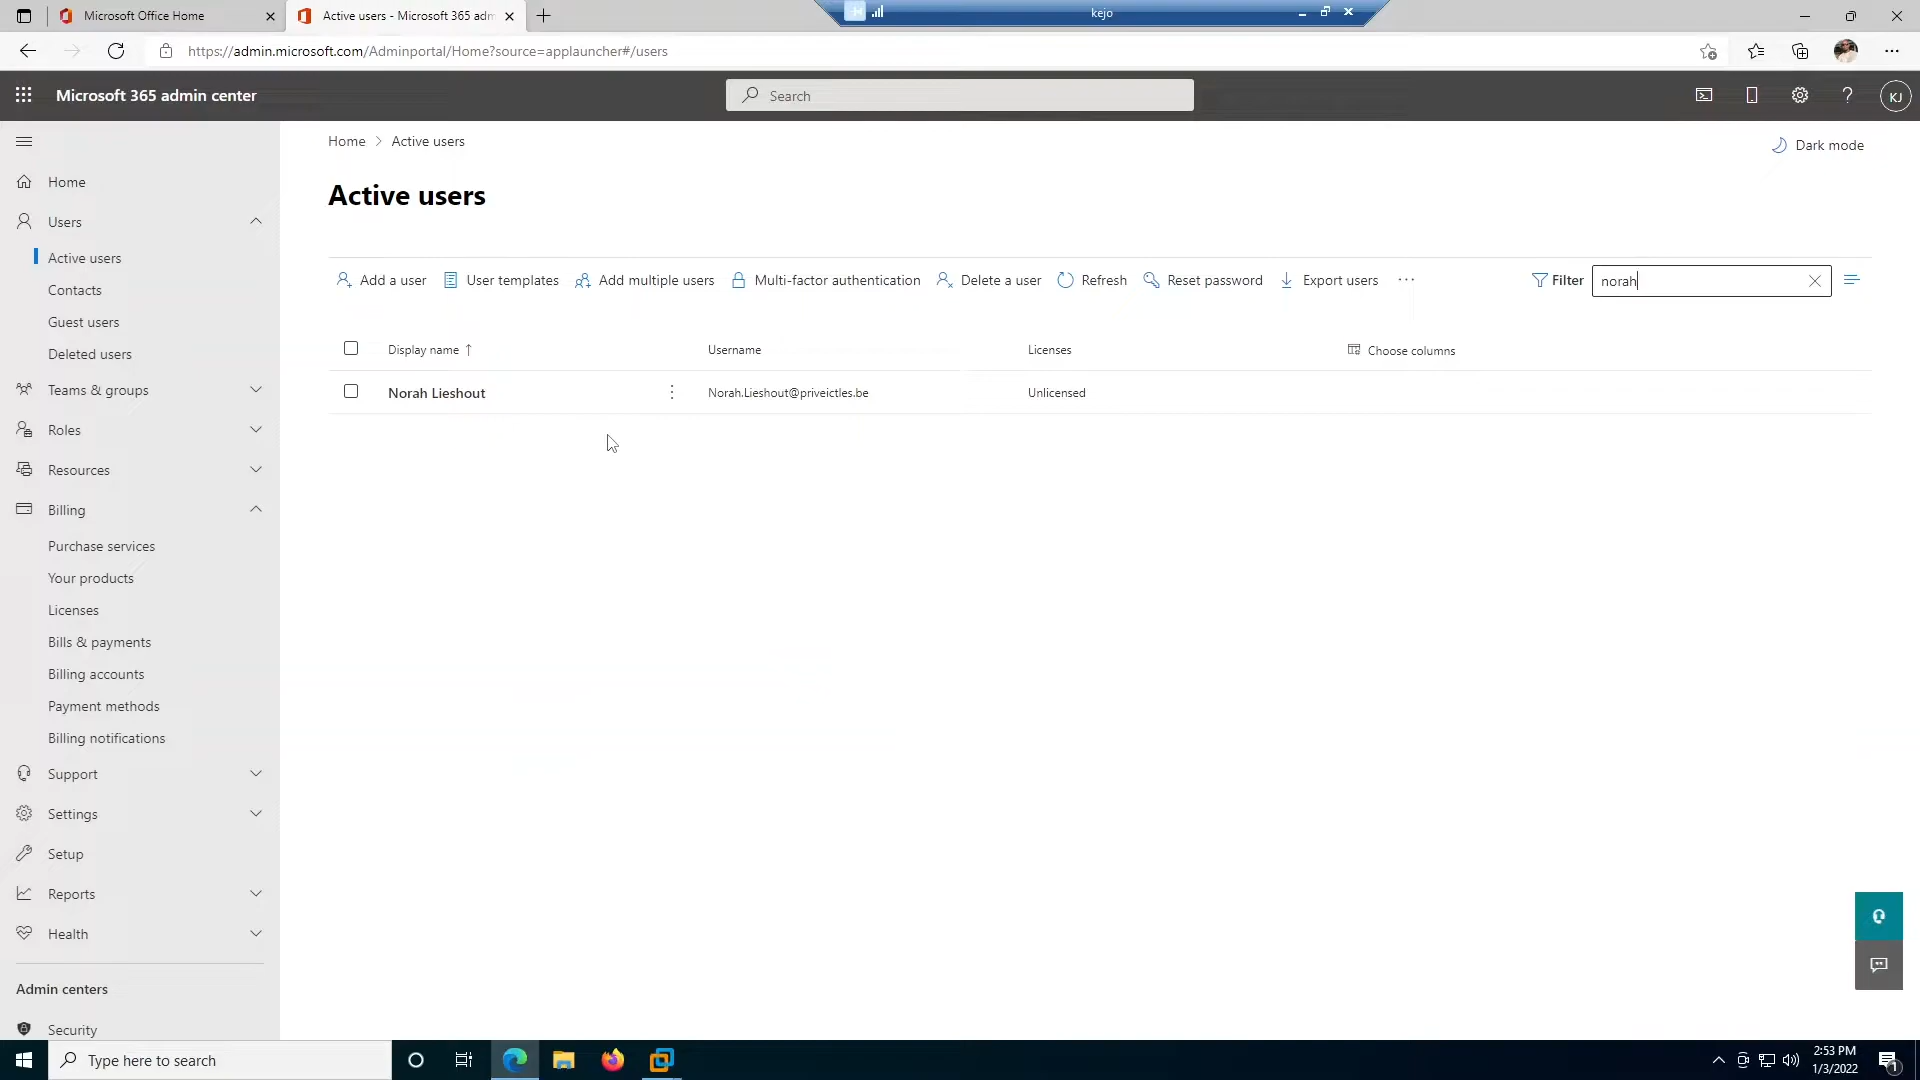 Microsoft Office Home
Active users - Microsoft 365 adm
kejo
https://admin.microsoft.com/Adminportal/Home?source=applauncher#/users
Microsoft 365 admin center
Search
KJ
Home > Active users
Dark mode
Active users
Add a user
User templates
Add multiple users
Multi-factor authentication
Delete a user
Refresh
Reset password
Export users
Filter
norah
Display name ↑
Username
Licenses
Choose columns
Norah Lieshout
Norah.Lieshout@priveictles.be
Unlicensed
Home
Users
Active users
Contacts
Guest users
Deleted users
Teams & groups
Roles
Resources
Billing
Purchase services
Your products
Licenses
Bills & payments
Billing accounts
Payment methods
Billing notifications
Support
Settings
Setup
Reports
Health
Admin centers
Security
Type here to search
2:53 PM
1/3/2022
1